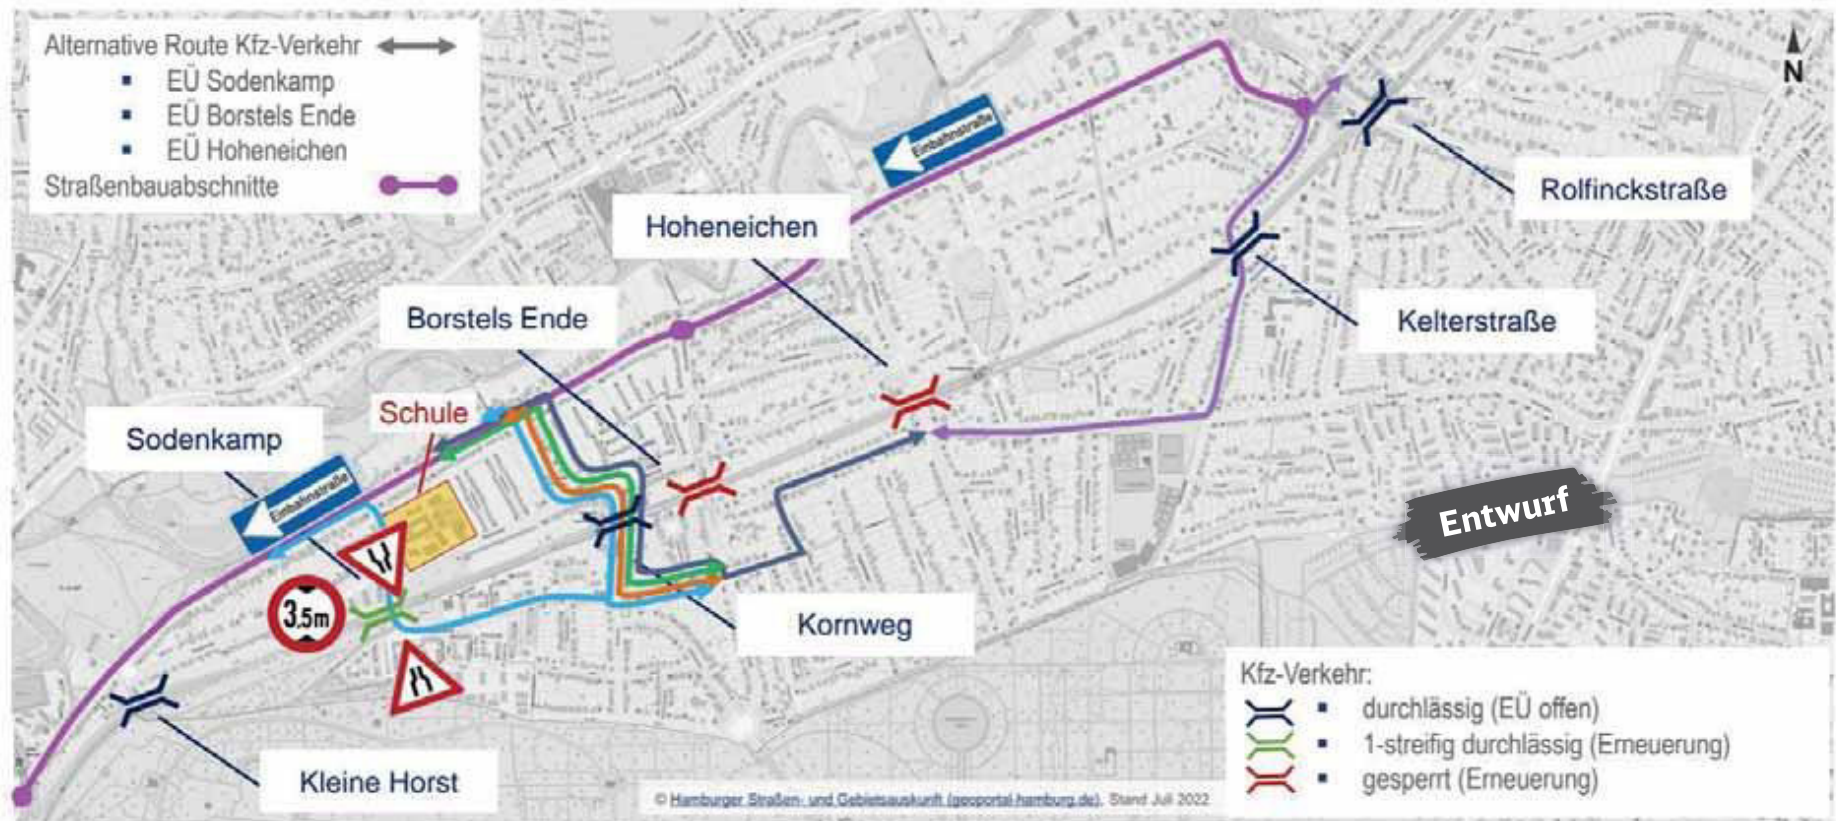 Alternative Route Kfz-Verkehr
▪ EÜ Sodenkamp
▪ EÜ Borstels Ende
▪ EÜ Hoheneichen
Straßenbauabschnitte
N
Einbahnstraße
Rolfinckstraße
Hoheneichen
Borstels Ende
Kelterstraße
Schule
Sodenkamp
Einbahnstraße
Entwurf
3,5m
Kornweg
Kleine Horst
Kfz-Verkehr:
▪ durchlässig (EÜ offen)
▪ 1-streifig durchlässig (Erneuerung)
▪ gesperrt (Erneuerung)
© Hamburger Straßen- und Gebietsauskunft (geoportal-hamburg.de), Stand Juli 2022